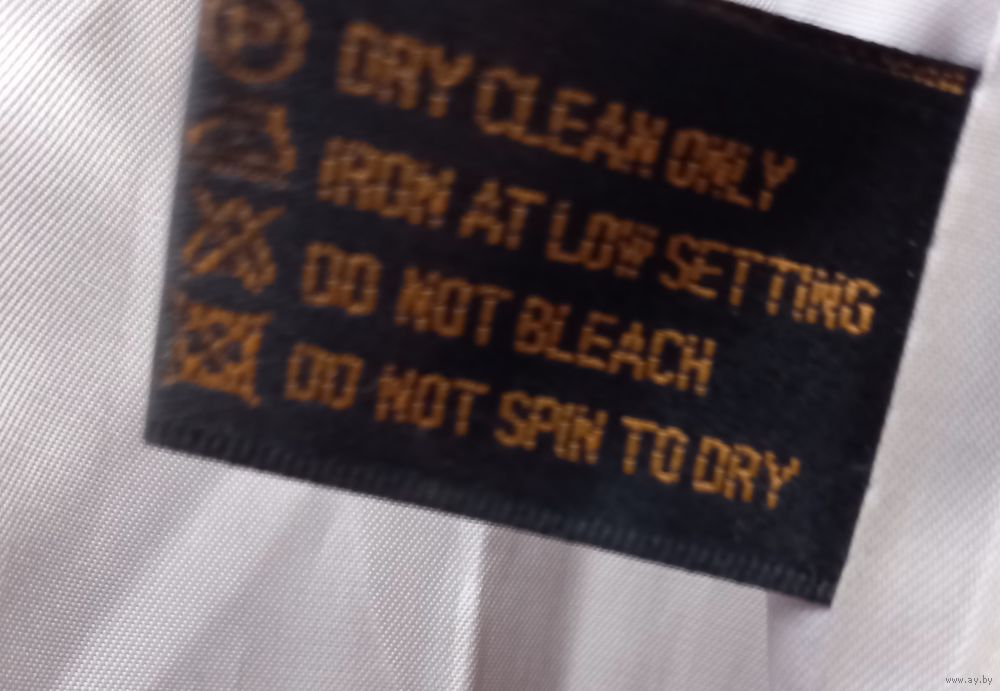 DRY CLEAN ONLY
IRON AT LOW SETTING
DO NOT BLEACH
DO NOT SPIN TO DRY
www.ay.by